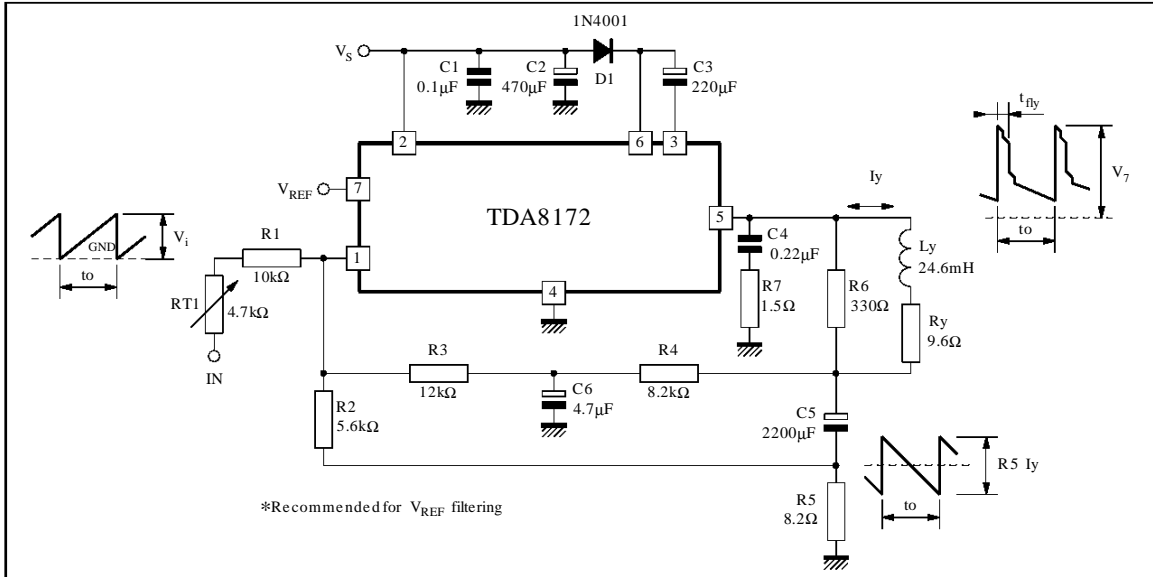 1N4001
V_S
C1
0.1µF
C2
470µF
D1
C3
220µF
t_fly
V_7
to
2
6
3
V_REF
7
TDA8172
5
Iy
V_i
GND
to
R1
10kΩ
1
4
C4
0.22µF
R7
1.5Ω
R6
330Ω
Ly
24.6mH
Ry
9.6Ω
RT1
4.7kΩ
IN
R3
12kΩ
R4
8.2kΩ
C6
4.7µF
R2
5.6kΩ
C5
2200µF
R5 Iy
to
R5
8.2Ω
*Recommended for V_REF filtering